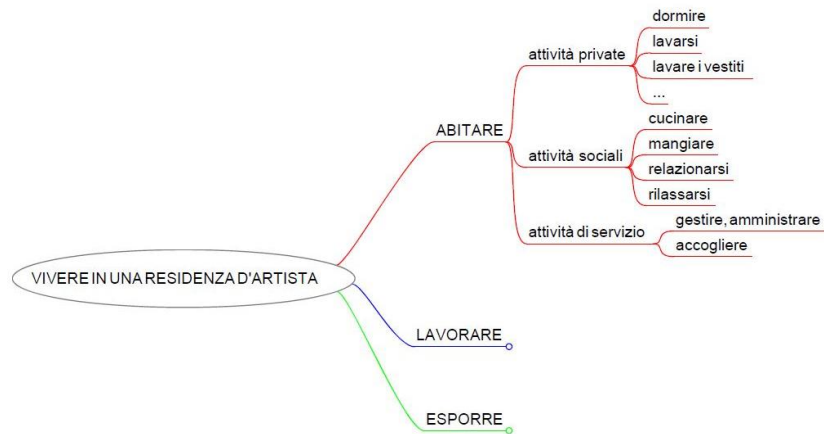 VIVERE IN UNA RESIDENZA D'ARTISTA
ABITARE
attività private
dormire
lavarsi
lavare i vestiti
...
attività sociali
cucinare
mangiare
relazionarsi
rilassarsi
attività di servizio
gestire, amministrare
accogliere
LAVORARE
ESPORRE